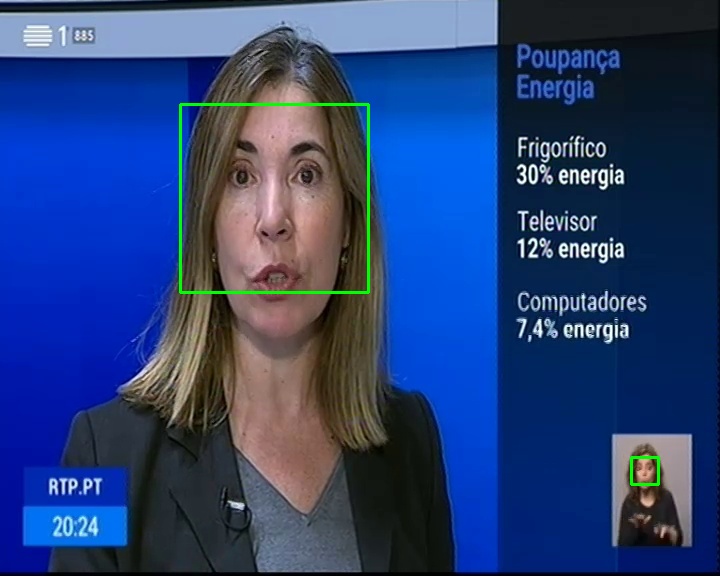 1 885
Poupança
Energia
Frigorífico
30% energia
Televisor
12% energia
Computadores
7,4% energia
RTP.PT
20:24